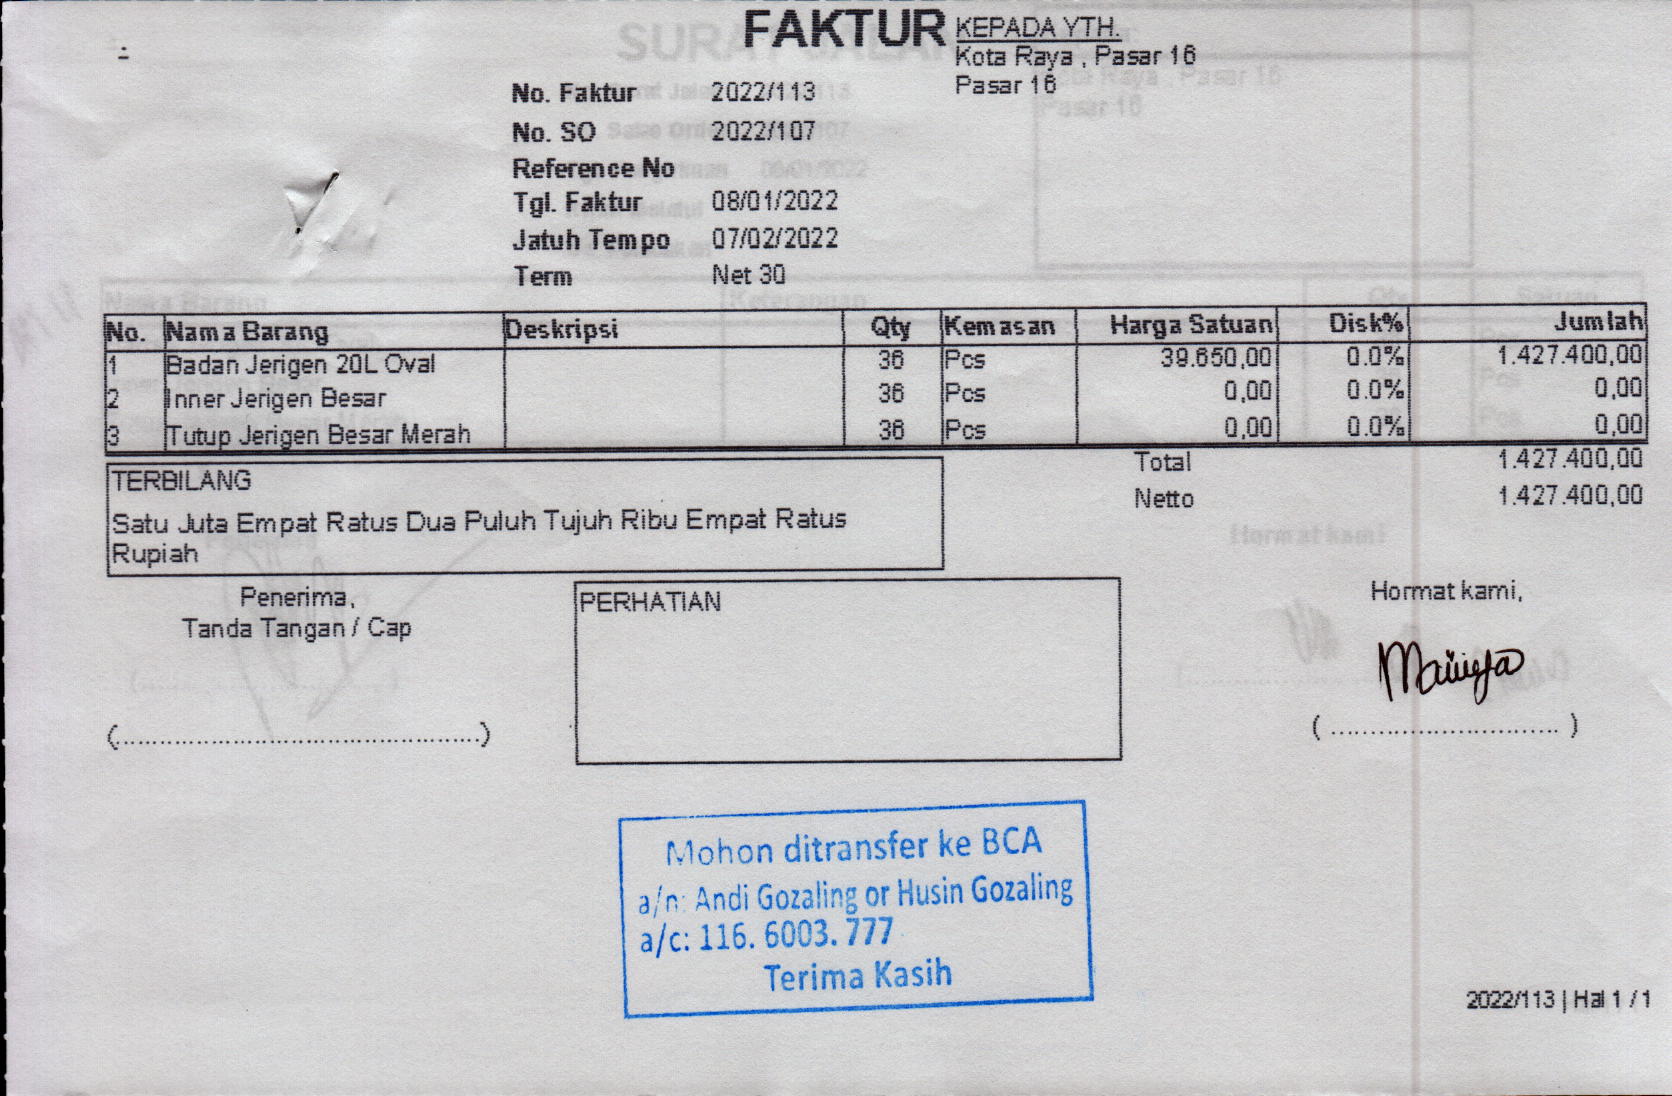 FAKTUR
KEPADA YTH.
Kota Raya , Pasar 16
Pasar 16
No. Faktur 2022/113
No. SO 2022/107
Reference No
Tgl. Faktur 08/01/2022
Jatuh Tempo 07/02/2022
Term Net 30
No. Nama Barang Deskripsi Qty Kemasan Harga Satuan Disk% Jumlah
1 Badan Jerigen 20L Oval 36 Pcs 39.650,00 0.0% 1.427.400,00
2 Inner Jerigen Besar 36 Pcs 0,00 0.0% 0,00
3 Tutup Jerigen Besar Merah 36 Pcs 0,00 0.0% 0,00
Total 1.427.400,00
Netto 1.427.400,00
TERBILANG
Satu Juta Empat Ratus Dua Puluh Tujuh Ribu Empat Ratus
Rupiah
Penerima,
Tanda Tangan / Cap
(..........................................)
PERHATIAN
Hormat kami,
( ............................ )
Mohon ditransfer ke BCA
a/n: Andi Gozaling or Husin Gozaling
a/c: 116. 6003. 777
Terima Kasih
2022/113 | Hal 1 / 1